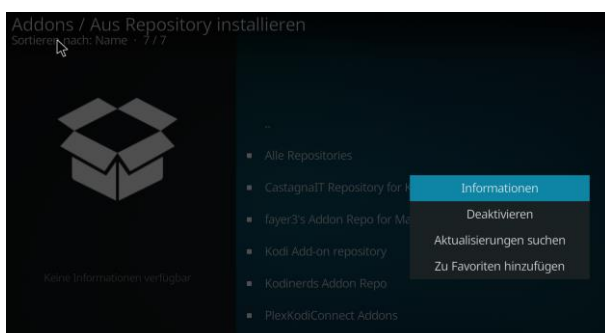 Addons / Aus Repository installieren
Sortieren nach: Name · 7 / 7
..
Alle Repositories
CastagnaIT Repository for K
fayer3's Addon Repo for Ma
Kodi Add-on repository
Kodinerds Addon Repo
PlexKodiConnect Addons
Informationen
Deaktivieren
Aktualisierungen suchen
Zu Favoriten hinzufügen
Keine Informationen verfügbar